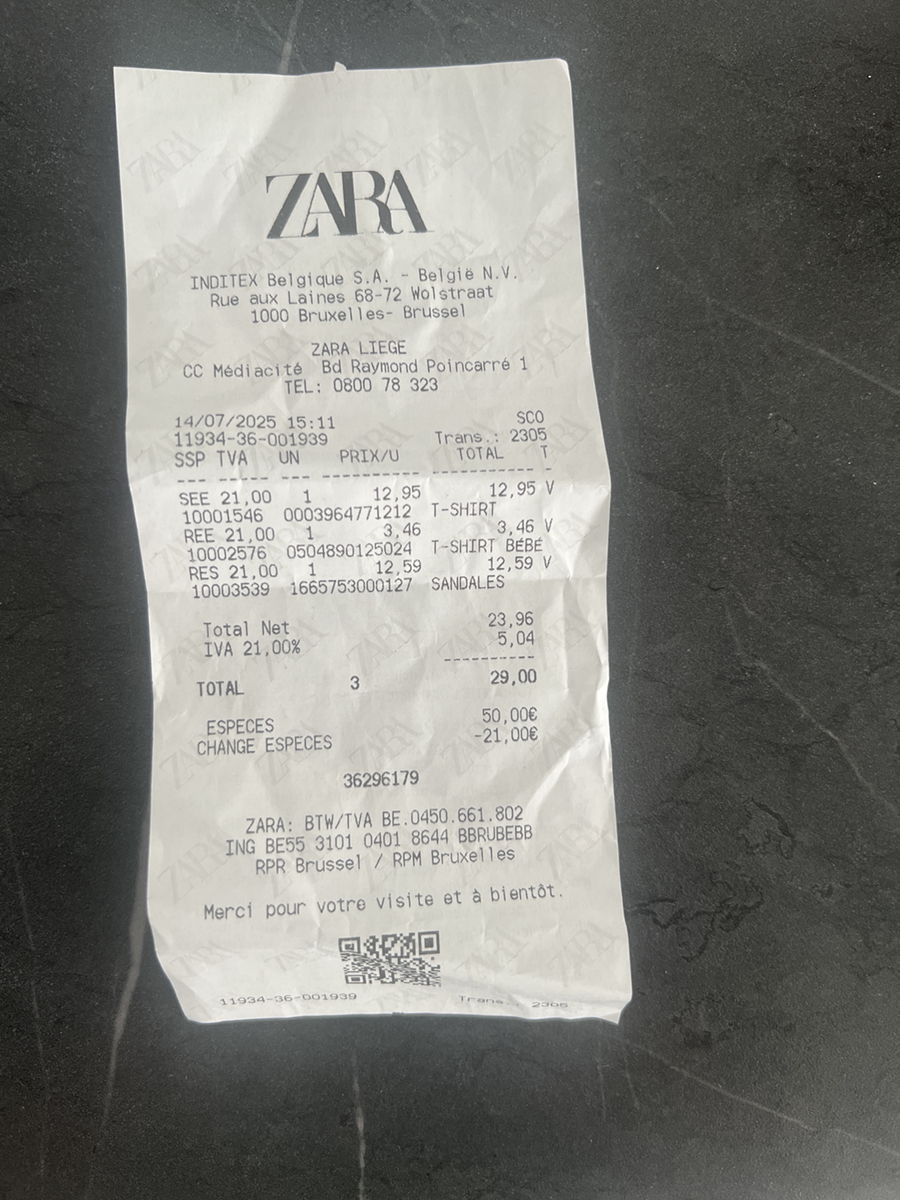 ZARA
INDITEX Belgique S.A. - België N.V.
Rue aux Laines 68-72 Wolstraat
1000 Bruxelles- Brussel
ZARA LIEGE
CC Médiacité Bd Raymond Poincarré 1
TEL: 0800 78 323
14/07/2025 15:11 SCO
11934-36-001939 Trans.: 2305
SSP TVA UN PRIX/U TOTAL T
SEE 21,00 1 12,95 12,95 V
10001546 0003964771212 T-SHIRT
REE 21,00 1 3,46 3,46 V
10002576 0504890125024 T-SHIRT BÉBÉ
RES 21,00 1 12,59 12,59 V
10003539 1665753000127 SANDALES
Total Net 23,96
IVA 21,00% 5,04
TOTAL 3 29,00
ESPECES 50,00€
CHANGE ESPECES -21,00€
36296179
ZARA: BTW/TVA BE.0450.661.802
ING BE55 3101 0401 8644 BBRUBEBB
RPR Brussel / RPM Bruxelles
Merci pour votre visite et à bientôt.
11934-36-001939 Trans.: 2305